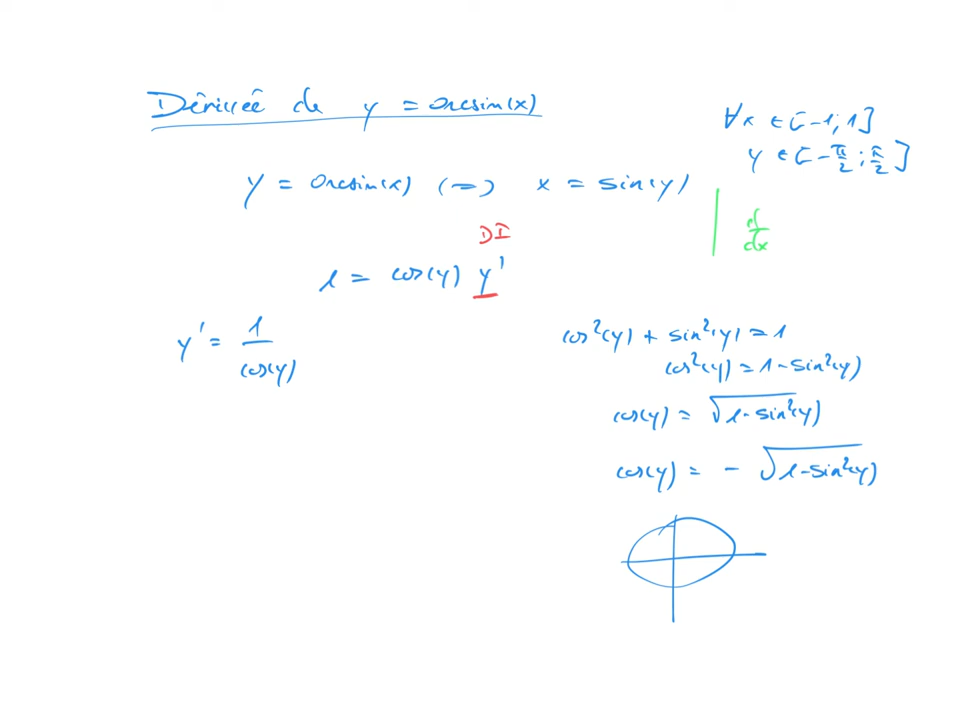 Dérivée de y = arcsin(x)
∀x ∈ [-1;1]
y ∈ [-π/2 ; π/2]
y = arcsin(x) (=) x = sin(y)
| d/dx
DI
1 = cos(y) y'
y' = 1/cos(y)
cos²(y) + sin²(y) = 1
cos²(y) = 1 - sin²(y)
cos(y) = √(1 - sin²(y))
cos(y) = - √(1 - sin²(y))